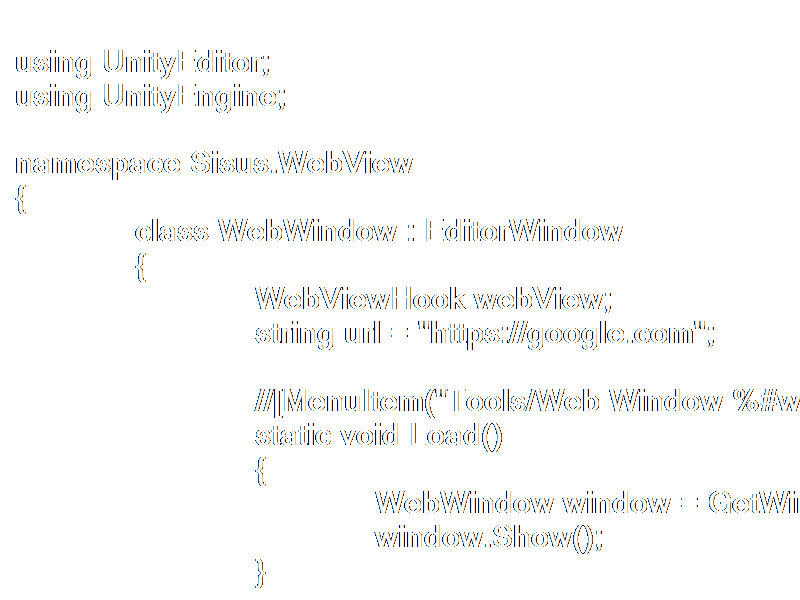 using UnityEditor;
using UnityEngine;
namespace Sisus.WebView
{
class WebWindow : EditorWindow
{
WebViewHook webView;
string url = "https://google.com";
//[MenuItem("Tools/Web Window %#w
static void Load()
{
WebWindow window = GetWi
window.Show();
}